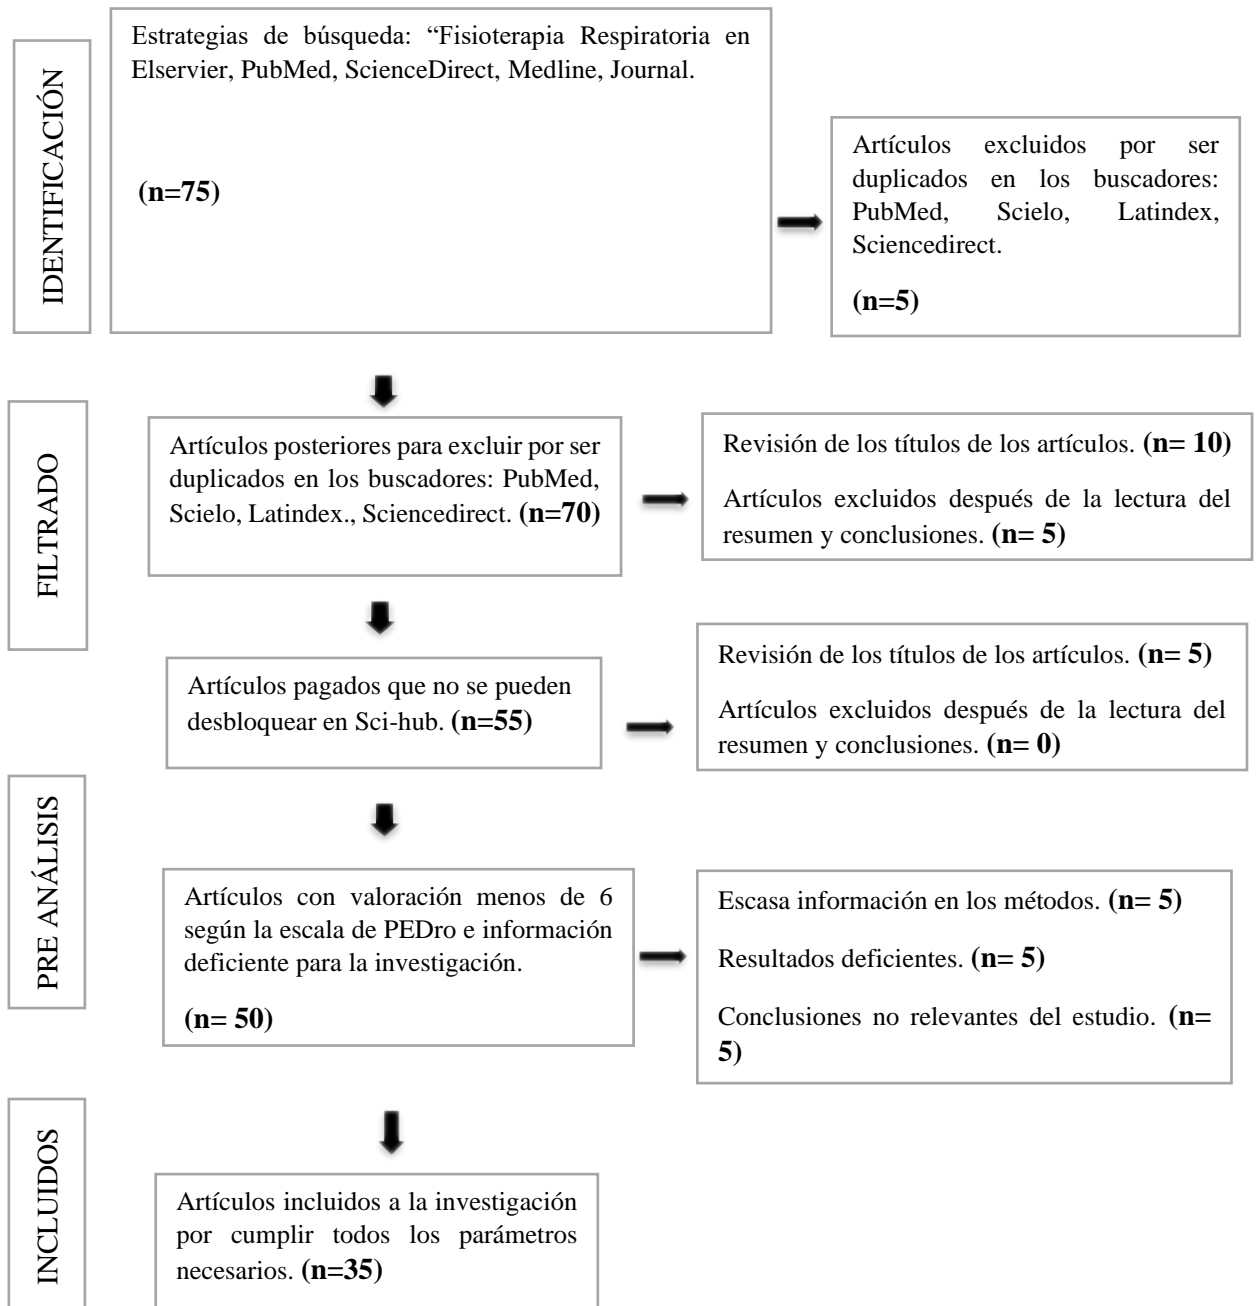 IDENTIFICACIÓN
Estrategias de búsqueda: “Fisioterapia Respiratoria en
Elservier, PubMed, ScienceDirect, Medline, Journal.
(n=75)
Artículos excluidos por ser
duplicados en los buscadores:
PubMed, Scielo, Latindex,
Sciencedirect.
(n=5)
FILTRADO
Artículos posteriores para excluir por ser
duplicados en los buscadores: PubMed,
Scielo, Latindex., Sciencedirect. (n=70)
Revisión de los títulos de los artículos. (n= 10)
Artículos excluidos después de la lectura del
resumen y conclusiones. (n= 5)
Artículos pagados que no se pueden
desbloquear en Sci-hub. (n=55)
Revisión de los títulos de los artículos. (n= 5)
Artículos excluidos después de la lectura del
resumen y conclusiones. (n= 0)
PRE ANÁLISIS
Artículos con valoración menos de 6
según la escala de PEDro e información
deficiente para la investigación.
(n= 50)
Escasa información en los métodos. (n= 5)
Resultados deficientes. (n= 5)
Conclusiones no relevantes del estudio. (n=
5)
INCLUIDOS
Artículos incluidos a la investigación
por cumplir todos los parámetros
necesarios. (n=35)